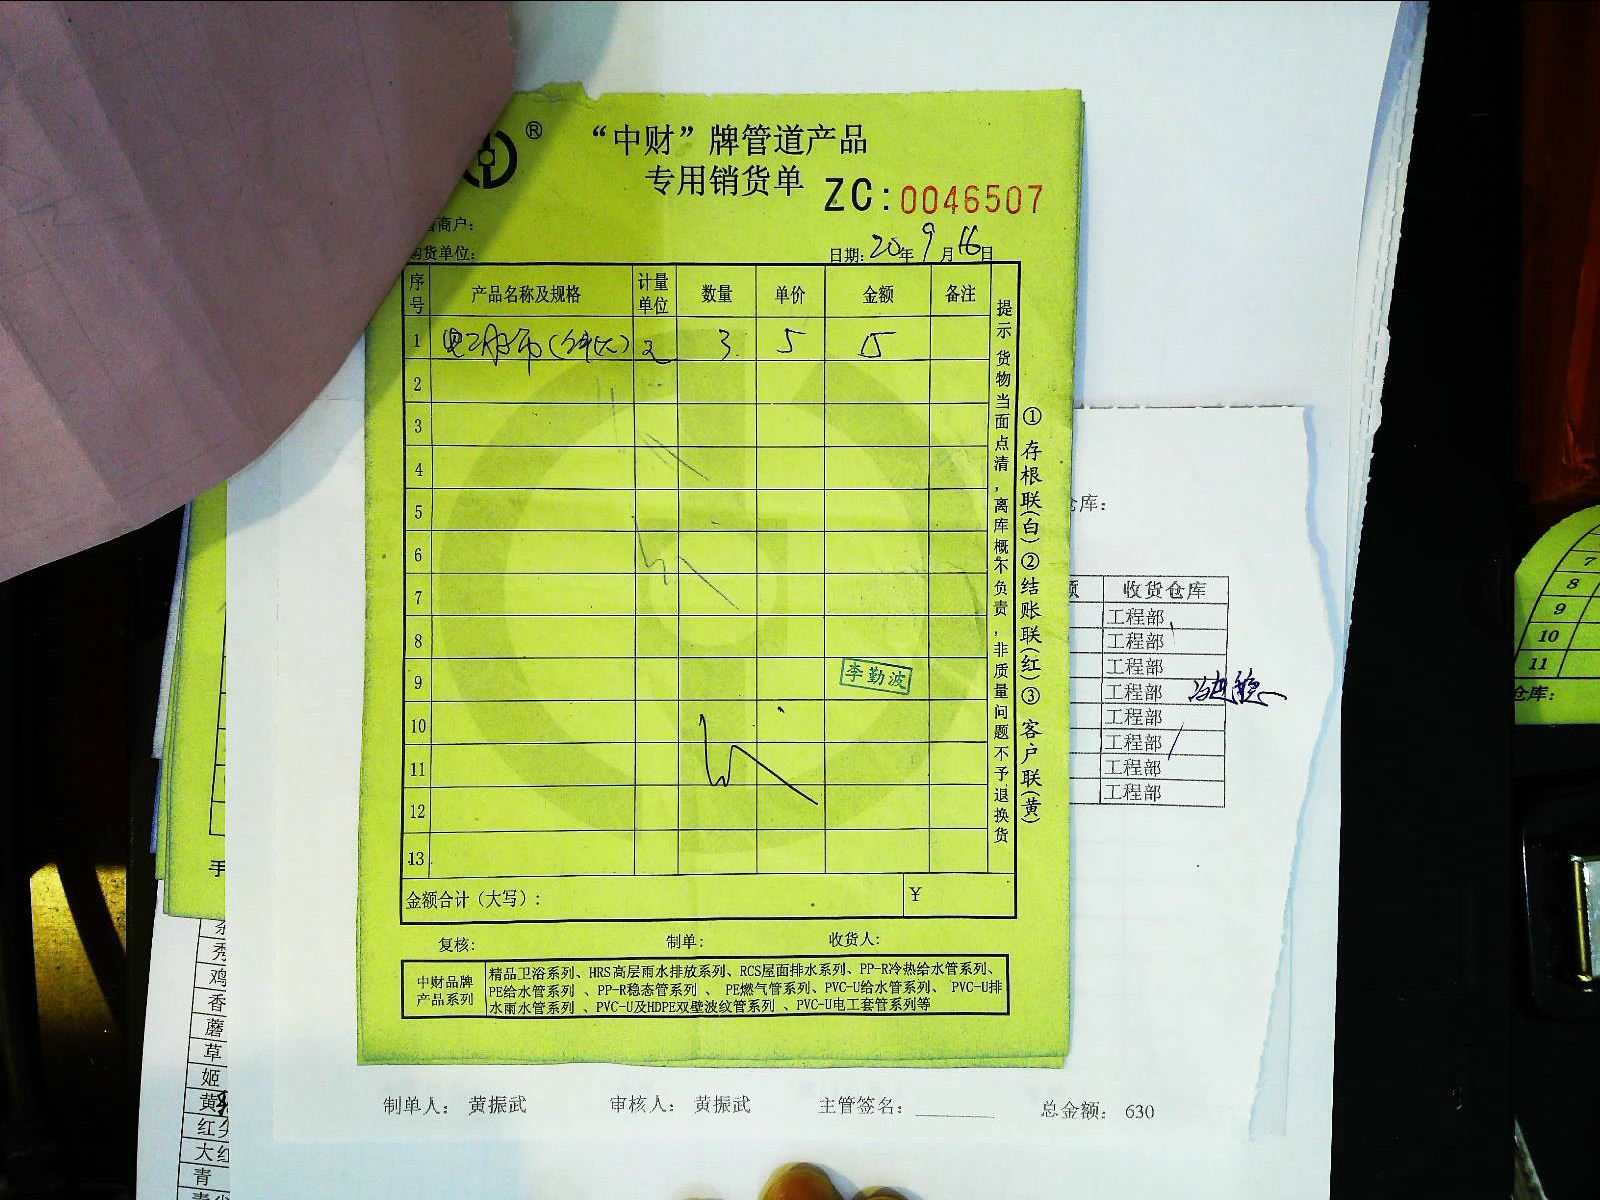 ®
“中财”牌管道产品
专用销货单 ZC:0046507
商户:
购货单位: 日期: 20年 9月 16日
序号 产品名称及规格 计量单位 数量 单价 金额 备注
1 3 5 15
2
3
4
5
6
7
8
9 李勤波
10
11
12
13
金额合计（大写）: ¥
复核: 制单: 收货人:
中财品牌产品系列
精品卫浴系列、HRS高层雨水排放系列、RCS屋面排水系列、PP-R冷热给水管系列、
PE给水管系列 、PP-R稳态管系列 、 PE燃气管系列、PVC-U给水管系列、 PVC-U排
水雨水管系列 、PVC-U及HDPE双壁波纹管系列 、PVC-U电工套管系列等
提示 货物当面点清,离库概不负责,非质量问题不予退换货
①存根联(白)②结账联(红)③客户联(黄)
仓库:
额 收货仓库
工程部
工程部
工程部
工程部
工程部
工程部
工程部
工程部
制单人: 黄振武 审核人: 黄振武 主管签名: 总金额: 630
手
秀
鸡
香
蘑
草
姬
黄
红尖
大红
青
7
8
9
10
11
仓库: